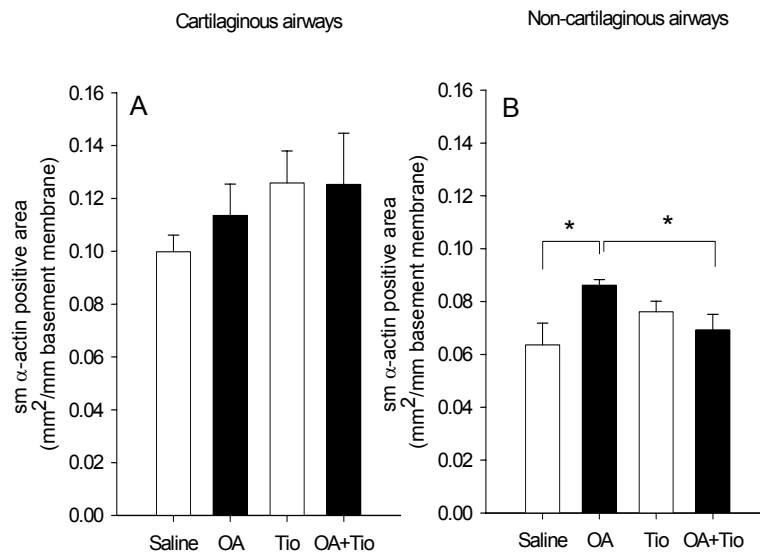 Cartilaginous airways
Non-cartilaginous airways
A
sm α-actin positive area
(mm²/mm basement membrane)
0.16
0.14
0.12
0.10
0.08
0.06
0.04
0.02
0.00
Saline OA Tio OA+Tio
B
sm α-actin positive area
(mm²/mm basement membrane)
0.16
0.14
0.12
0.10
0.08
0.06
0.04
0.02
0.00
* *
Saline OA Tio OA+Tio